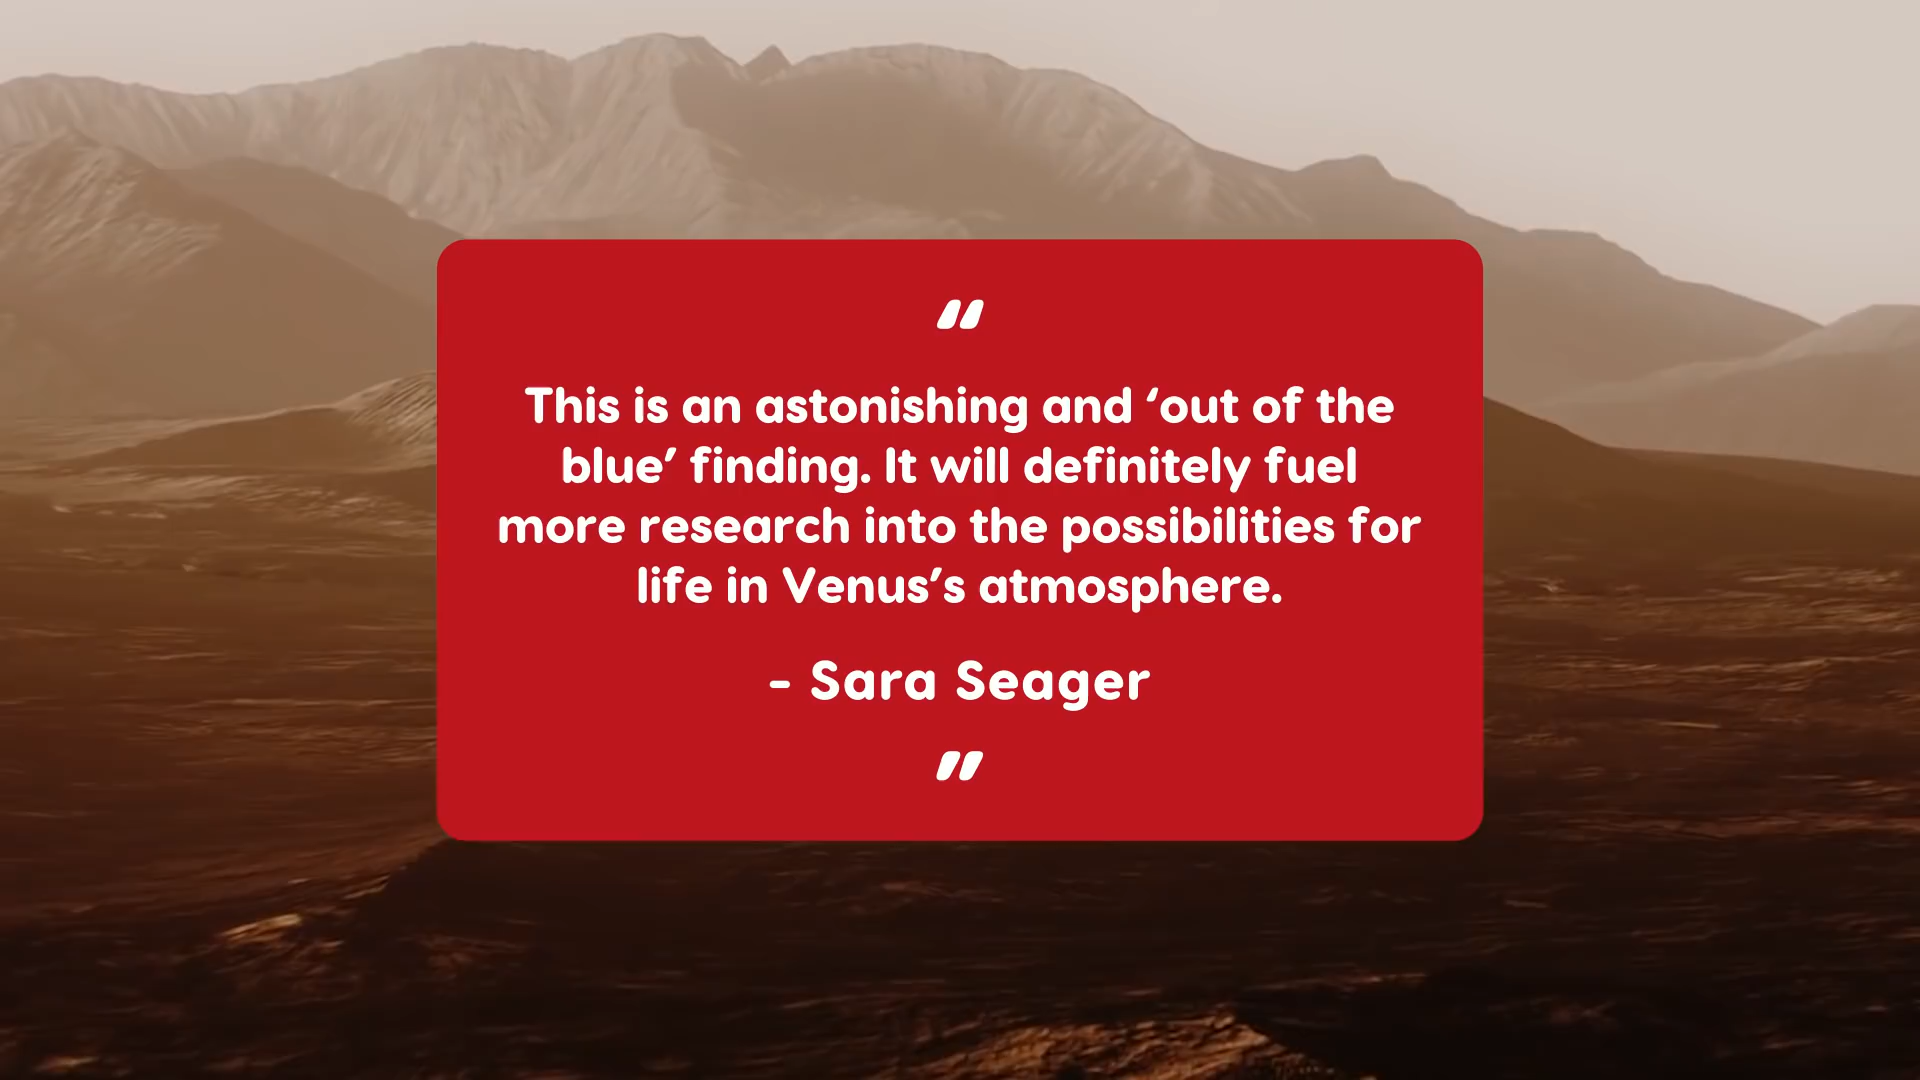 “
This is an astonishing and ‘out of the
blue’ finding. It will definitely fuel
more research into the possibilities for
life in Venus’s atmosphere.
- Sara Seager
”